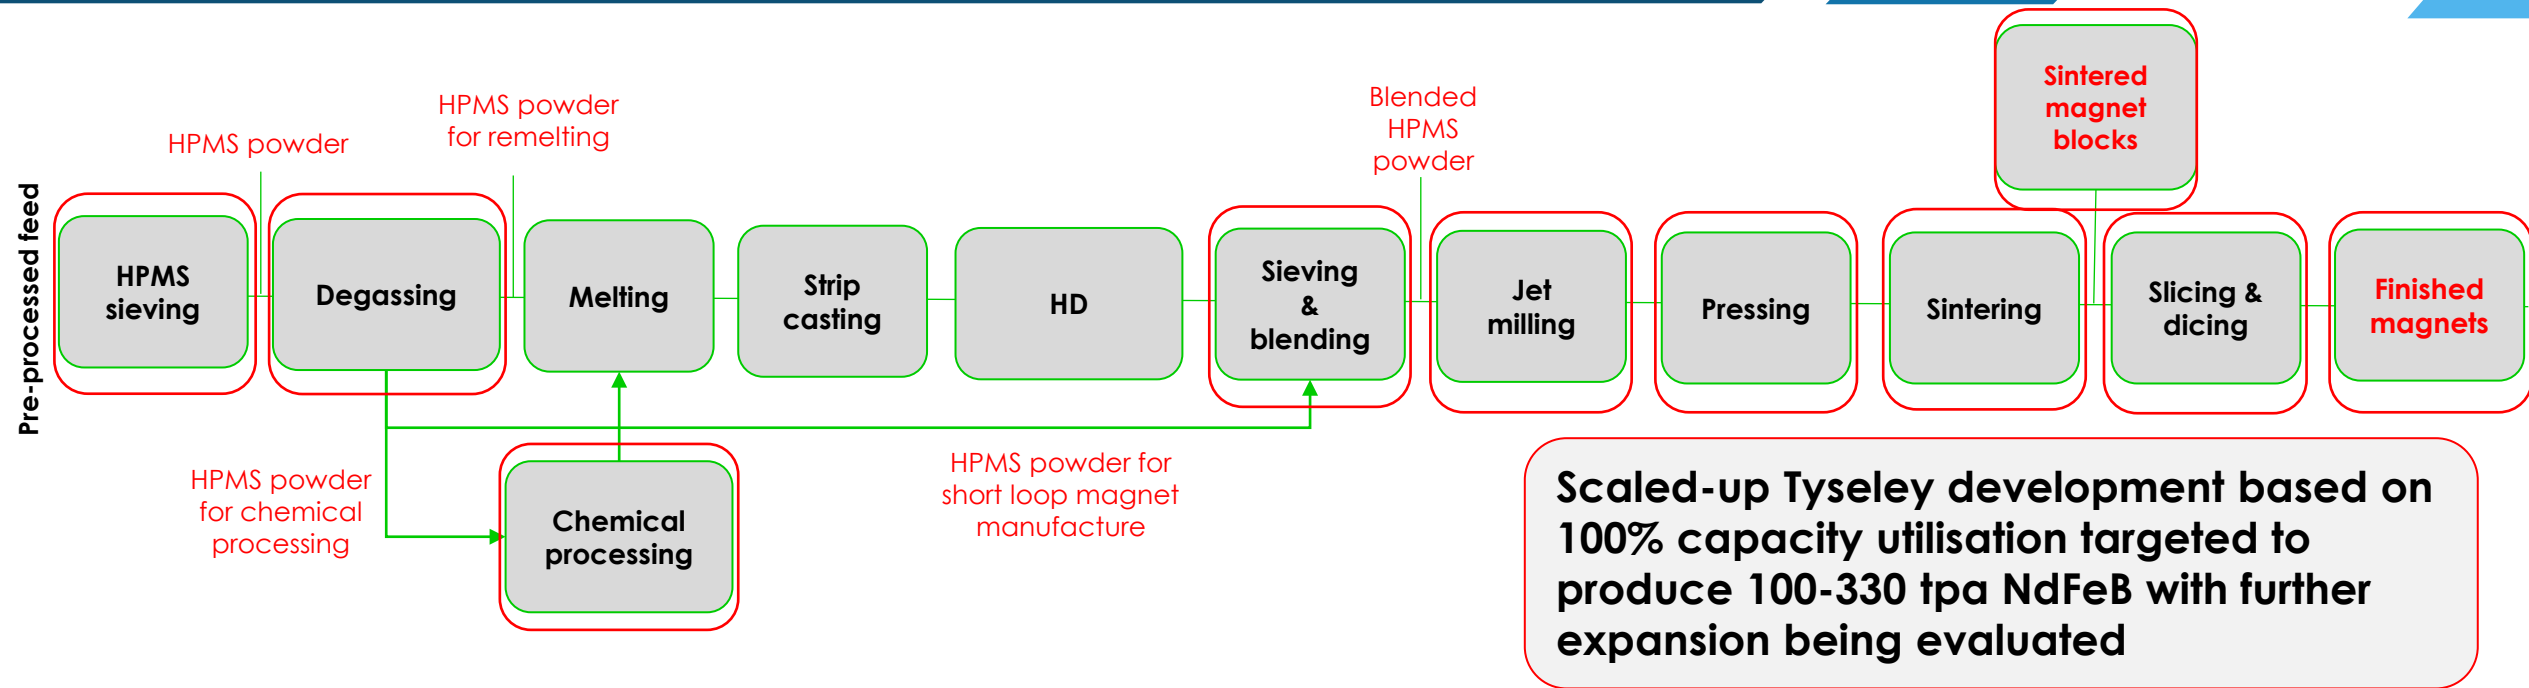 Pre-processed feed
HPMS
sieving
HPMS powder
Degassing
HPMS powder
for remelting
Melting
Strip
casting
HD
Sieving
&
blending
Blended
HPMS
powder
Jet
milling
Pressing
Sintering
Sintered
magnet
blocks
Slicing &
dicing
Finished
magnets
HPMS powder
for chemical
processing
Chemical
processing
HPMS powder for
short loop magnet
manufacture
Scaled-up Tyseley development based on
100% capacity utilisation targeted to
produce 100-330 tpa NdFeB with further
expansion being evaluated